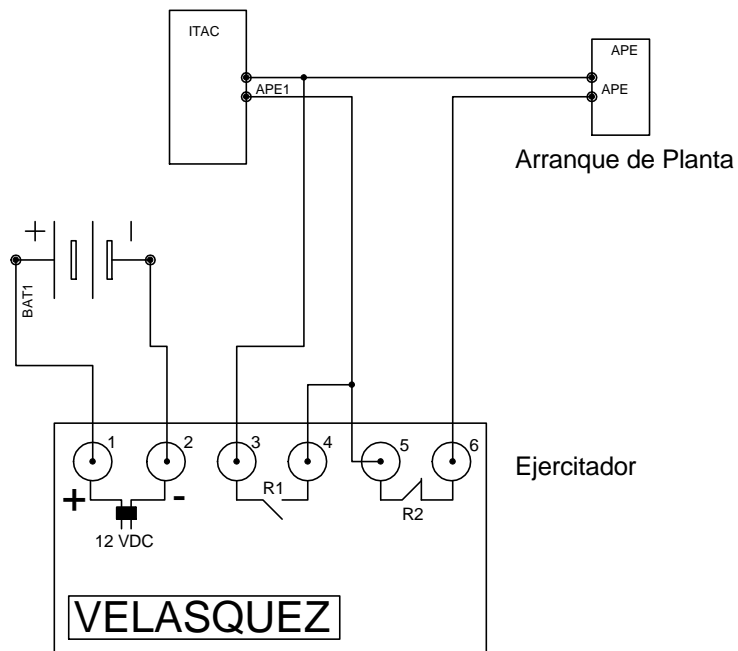 ITAC
APE
APE1
APE
Arranque de Planta
+ −
BAT1
1 2 3 4 5 6
Ejercitador
+ - R1
R2
12 VDC
VELASQUEZ